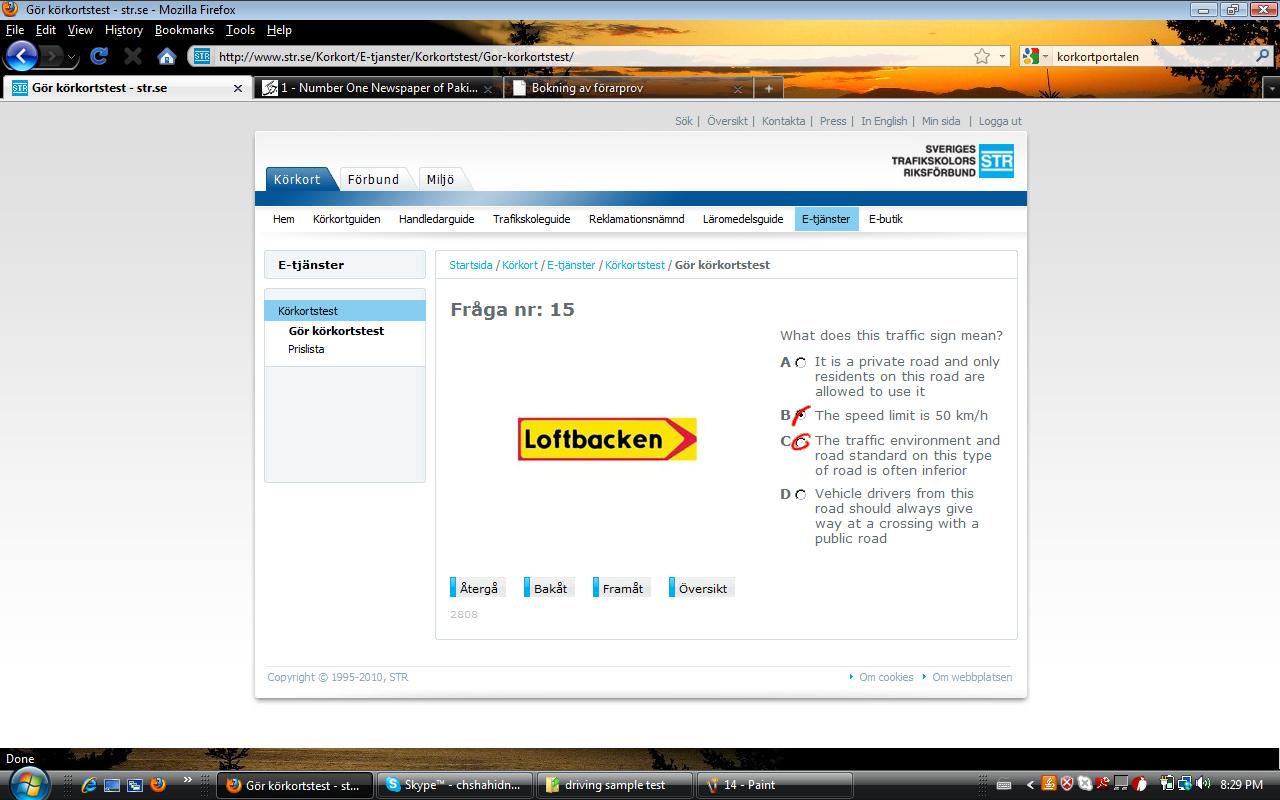 Gör körkortstest - str.se - Mozilla Firefox
File Edit View History Bookmarks Tools Help
http://www.str.se/Korkort/E-tjanster/Korkortstest/Gor-korkortstest/
korkortportalen
Gör körkortstest - str.se
1 - Number One Newspaper of Paki...
Bokning av förarprov
Sök | Översikt | Kontakta | Press | In English | Min sida | Logga ut
SVERIGES
TRAFIKSKOLORS
RIKSFÖRBUND
STR
Körkort Förbund Miljö
Hem Körkortguiden Handledarguide Trafikskoleguide Reklamationsnämnd Läromedelsguide E-tjänster E-butik
E-tjänster
Körkortstest
Gör körkortstest
Prislista
Startsida / Körkort / E-tjänster / Körkortstest / Gör körkortstest
Fråga nr: 15
Loftbacken
What does this traffic sign mean?
A It is a private road and only
residents on this road are
allowed to use it
B The speed limit is 50 km/h
C The traffic environment and
road standard on this type
of road is often inferior
D Vehicle drivers from this
road should always give
way at a crossing with a
public road
Återgå Bakåt Framåt Översikt
2808
Copyright © 1995-2010, STR
Om cookies Om webbplatsen
Done
Gör körkortstest - st...
Skype™ - chshahidn...
driving sample test
14 - Paint
8:29 PM